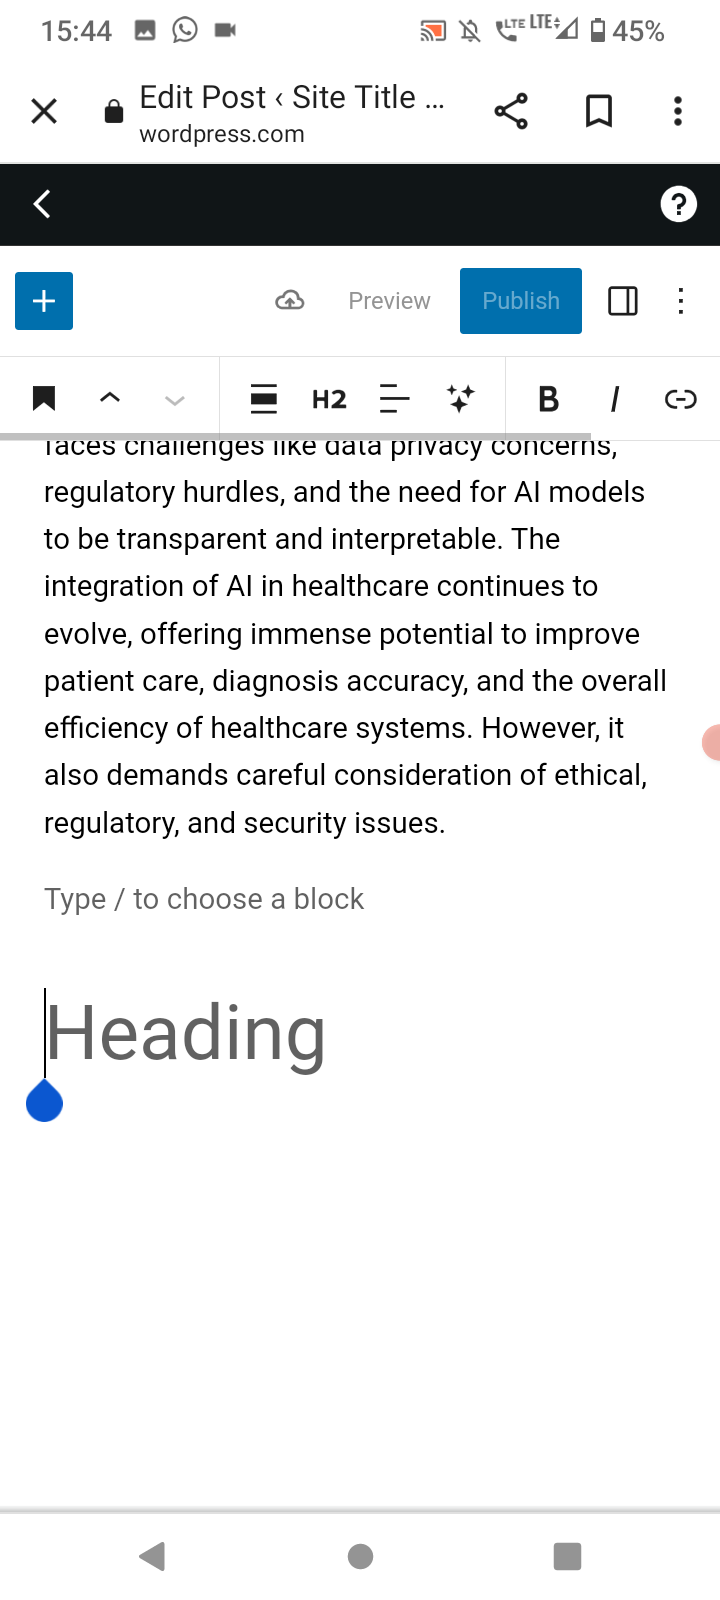 15:44
LTE LTE 45%
Edit Post ‹ Site Title ...
wordpress.com
?
+ Preview Publish
H2 B I
faces challenges like data privacy concerns,
regulatory hurdles, and the need for AI models
to be transparent and interpretable. The
integration of AI in healthcare continues to
evolve, offering immense potential to improve
patient care, diagnosis accuracy, and the overall
efficiency of healthcare systems. However, it
also demands careful consideration of ethical,
regulatory, and security issues.
Type / to choose a block
Heading